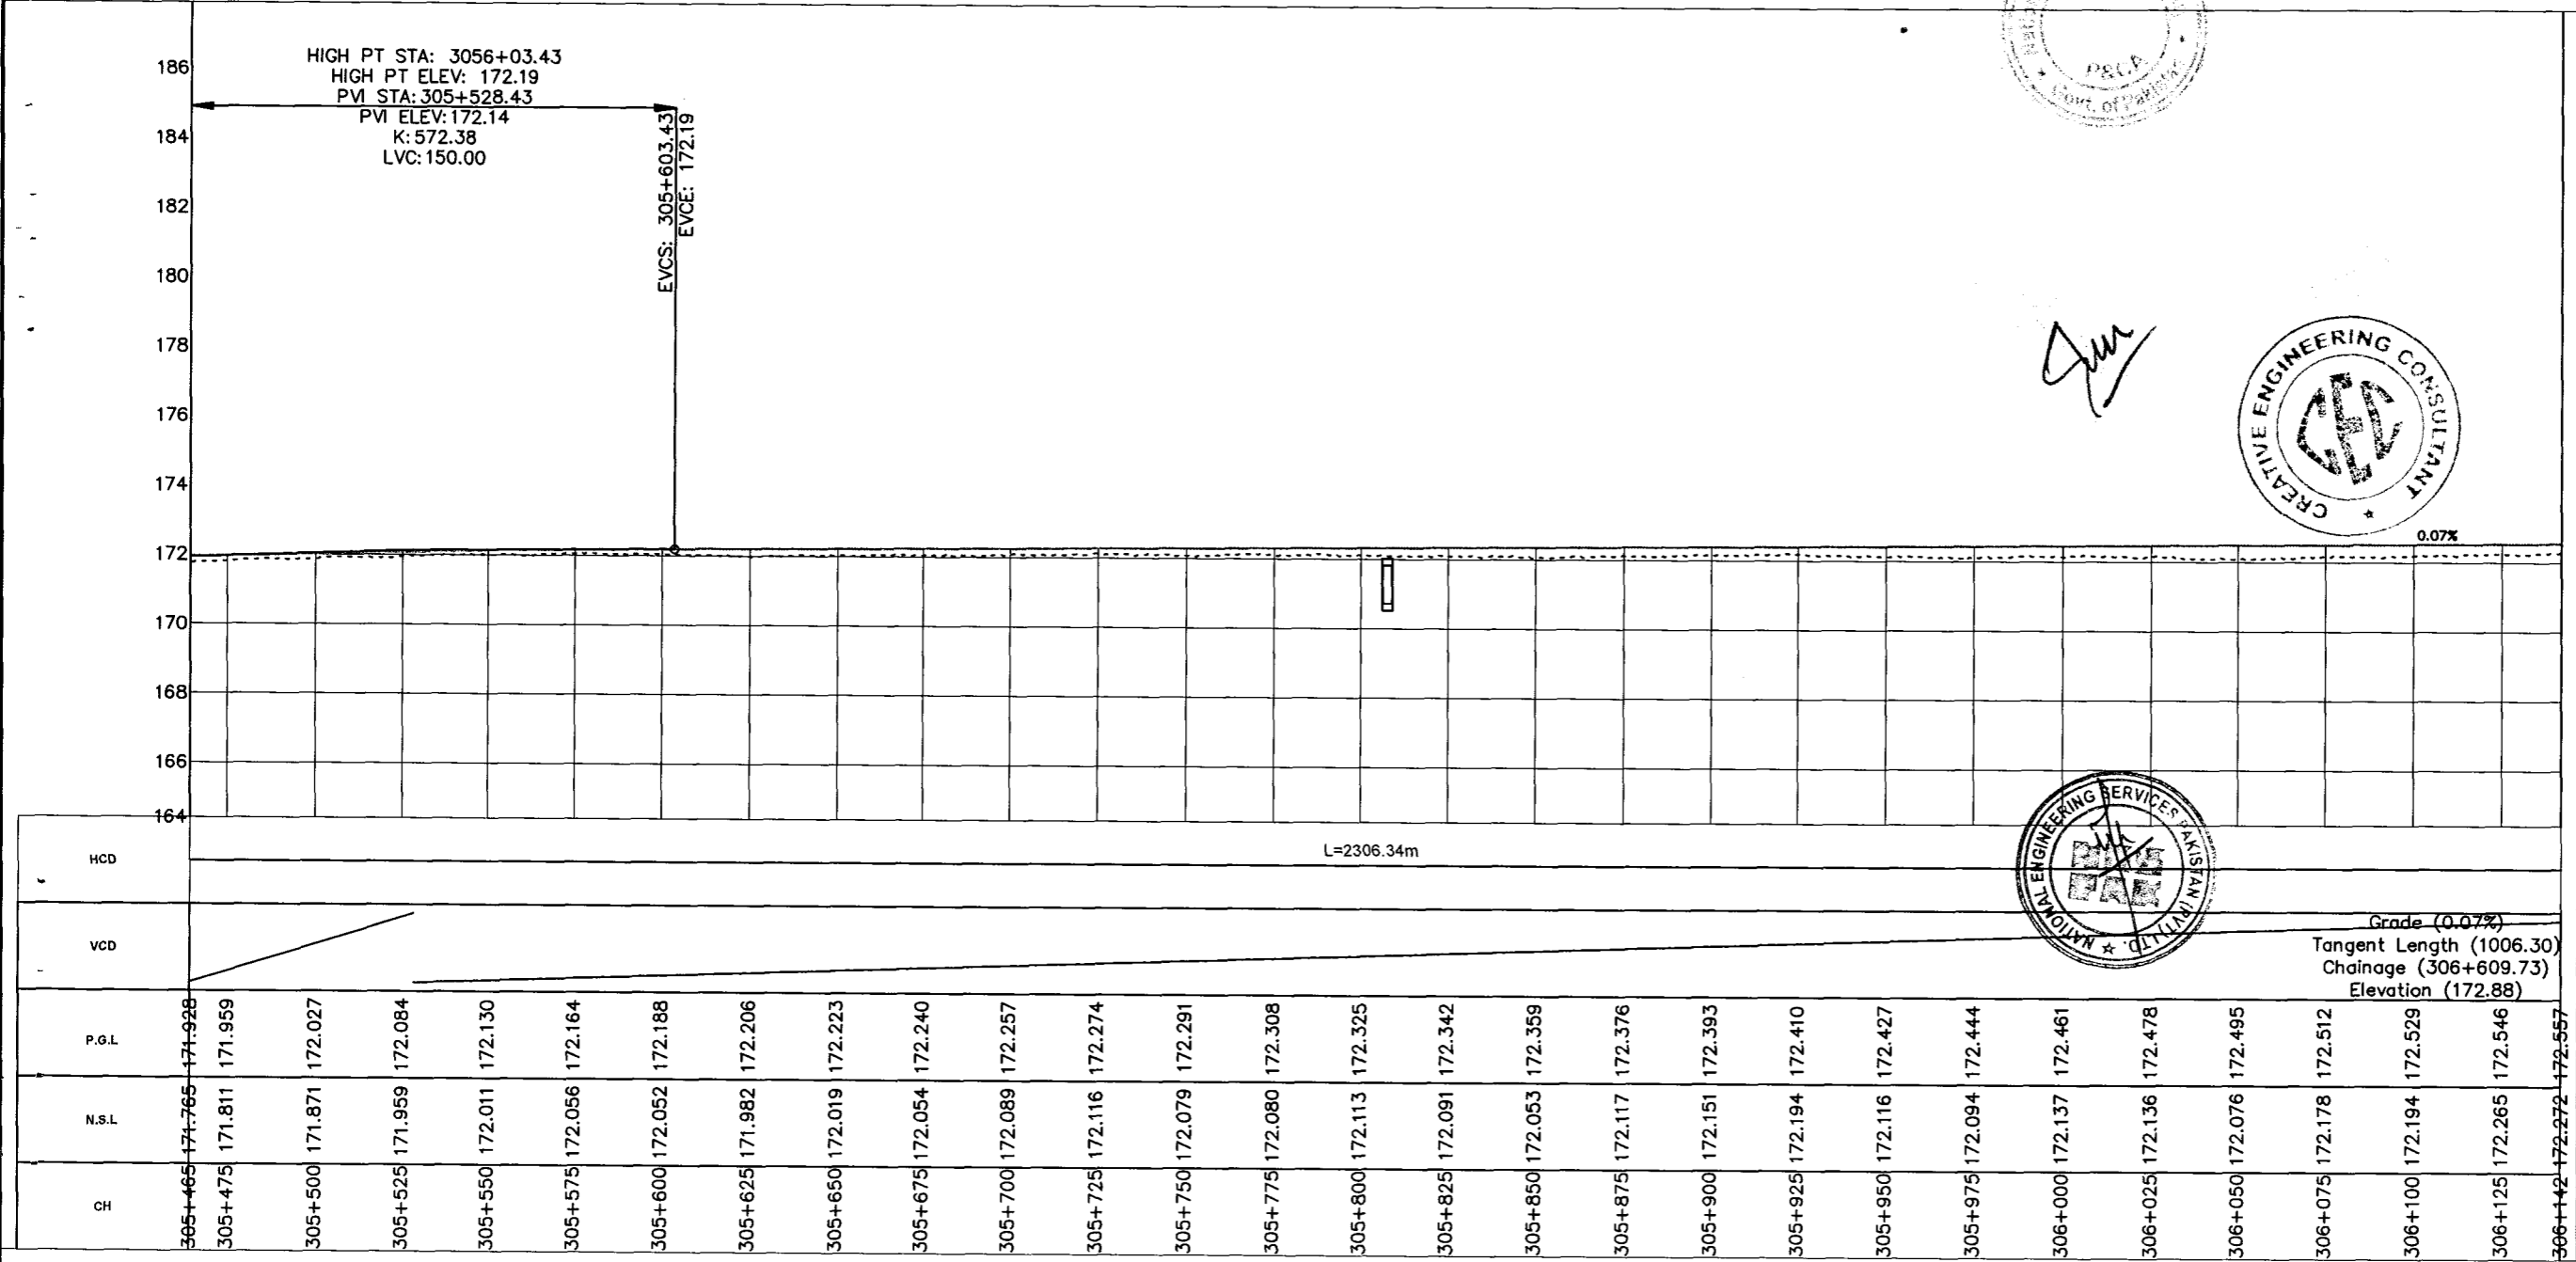 HIGH PT STA: 3056+03.43
HIGH PT ELEV: 172.19
PVI STA:305+528.43
PVI ELEV:172.14
K:572.38
LVC:150.00
EVCS: 305+603.43
EVCE: 172.19
P&CA
Govt. of Pakistan
CREATIVE ENGINEERING CONSULTANT
CEC
186
184
182
180
178
176
174
172
170
168
166
164
0.07%
HCD
L=2306.34m
NATIONAL ENGINEERING SERVICES PAKISTAN (PVT) LTD.
VCD
Grade (0.07%)
Tangent Length (1006.30)
Chainage (306+609.73)
Elevation (172.88)
P.G.L 171.928 171.959 172.027 172.084 172.130 172.164 172.188 172.206 172.223 172.240 172.257 172.274 172.291 172.308 172.325 172.342 172.359 172.376 172.393 172.410 172.427 172.444 172.461 172.478 172.495 172.512 172.529 172.546 172.557
N.S.L 171.765 171.811 171.871 171.959 172.011 172.056 172.052 171.982 172.019 172.054 172.089 172.116 172.079 172.080 172.113 172.091 172.053 172.117 172.151 172.194 172.116 172.094 172.137 172.136 172.076 172.178 172.194 172.265 172.272
CH 305+465 305+475 305+500 305+525 305+550 305+575 305+600 305+625 305+650 305+675 305+700 305+725 305+750 305+775 305+800 305+825 305+850 305+875 305+900 305+925 305+950 305+975 306+000 306+025 306+050 306+075 306+100 306+125 306+142